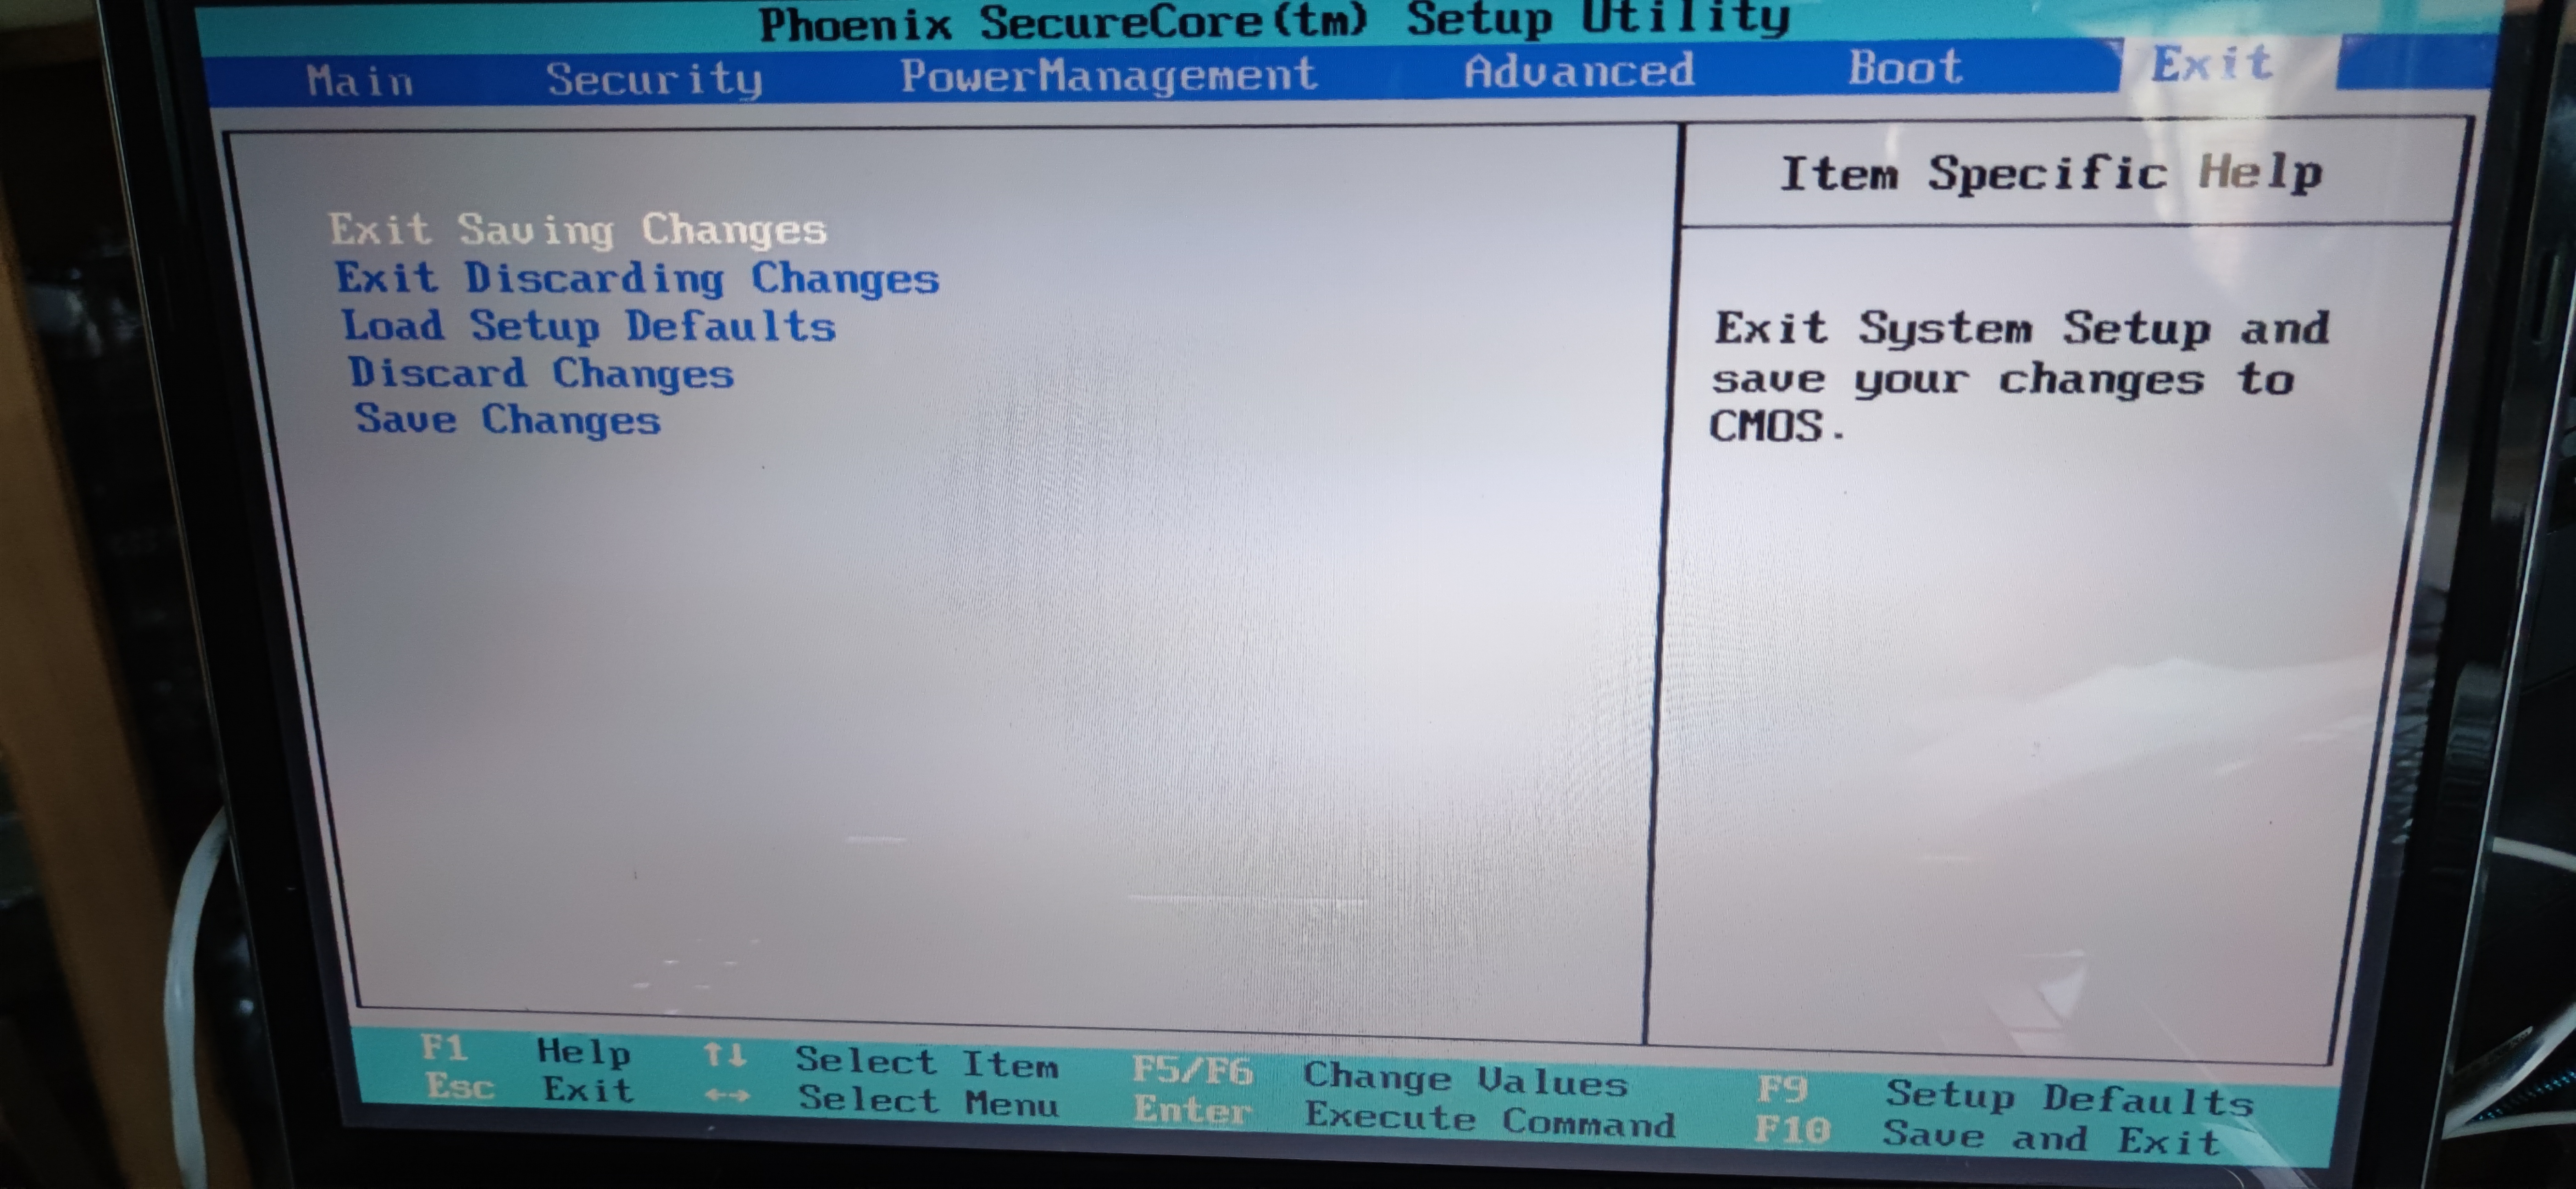 Phoenix SecureCore(tm) Setup Utility
Main Security PowerManagement Advanced Boot Exit
Item Specific Help
Exit Saving Changes
Exit Discarding Changes
Load Setup Defaults
Discard Changes
Save Changes
Exit System Setup and
save your changes to
CMOS.
F1 Help ↑↓ Select Item F5/F6 Change Values F9 Setup Defaults
Esc Exit ↔ Select Menu Enter Execute Command F10 Save and Exit